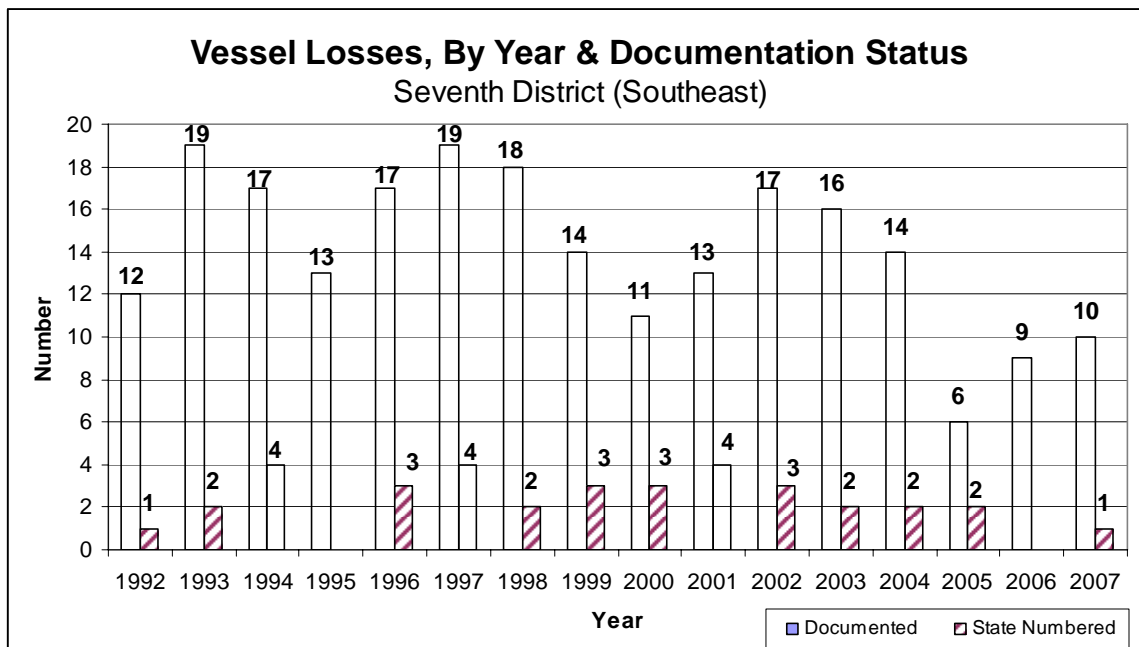 Vessel Losses, By Year & Documentation Status
Seventh District (Southeast)
20
18
16
14
12
10
8
6
4
2
0
Number
12 19 17 13 17 19 18 14 11 13 17 16 14 6 9 10
1 2 4 3 4 2 3 3 4 3 2 2 2 1
1992 1993 1994 1995 1996 1997 1998 1999 2000 2001 2002 2003 2004 2005 2006 2007
Year
Documented State Numbered